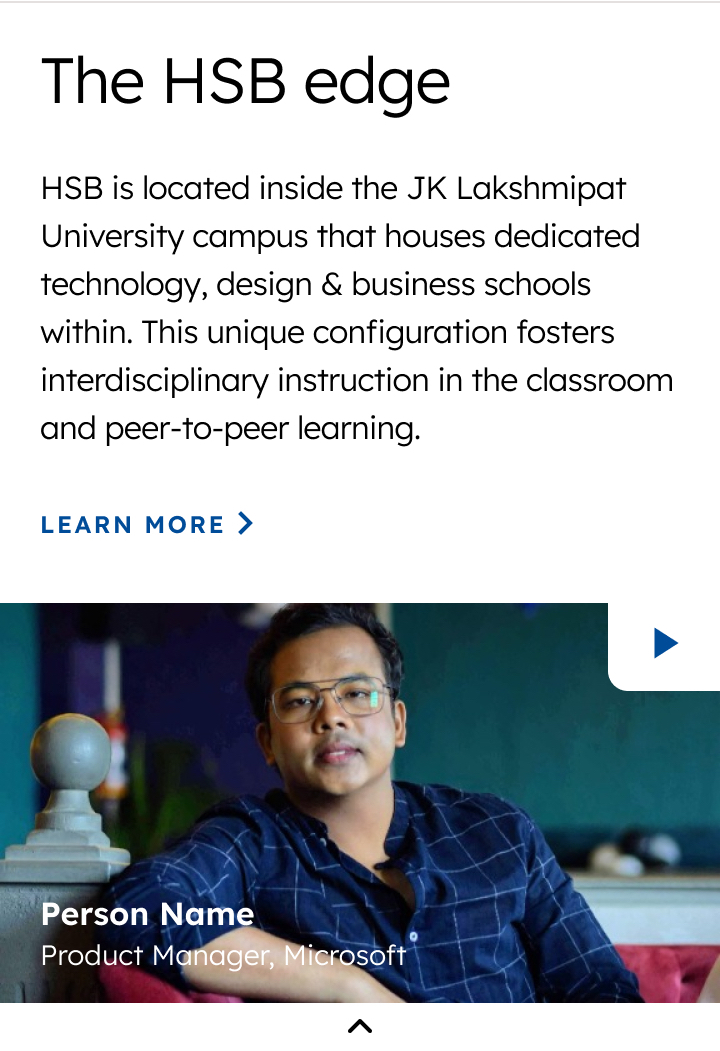 The HSB edge
HSB is located inside the JK Lakshmipat
University campus that houses dedicated
technology, design & business schools
within. This unique configuration fosters
interdisciplinary instruction in the classroom
and peer-to-peer learning.
LEARN MORE
Person Name
Product Manager, Microsoft